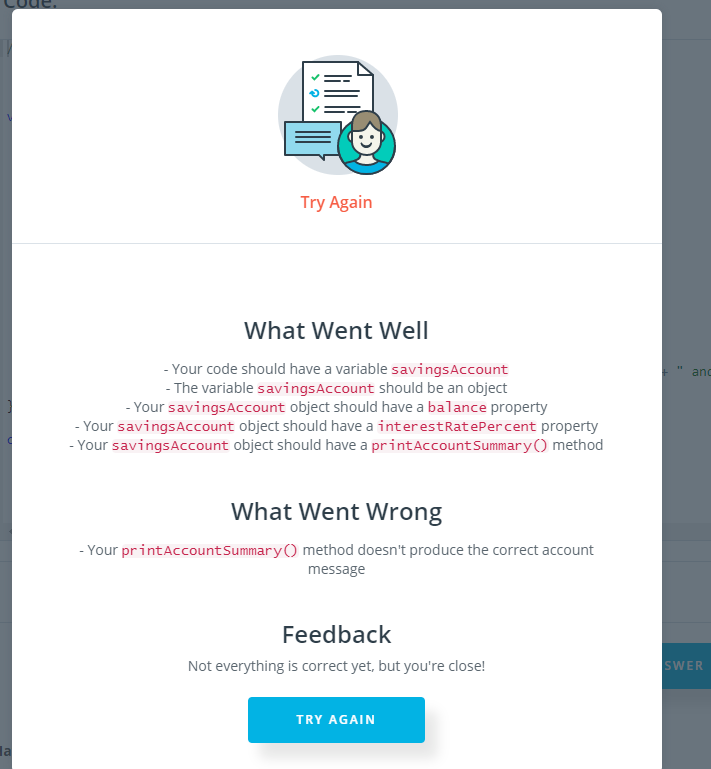 Code:
Try Again
What Went Well
- Your code should have a variable savingsAccount
- The variable savingsAccount should be an object
- Your savingsAccount object should have a balance property
- Your savingsAccount object should have a interestRatePercent property
- Your savingsAccount object should have a printAccountSummary() method
+ " and
What Went Wrong
- Your printAccountSummary() method doesn't produce the correct account
message
Feedback
Not everything is correct yet, but you're close!
SWER
TRY AGAIN